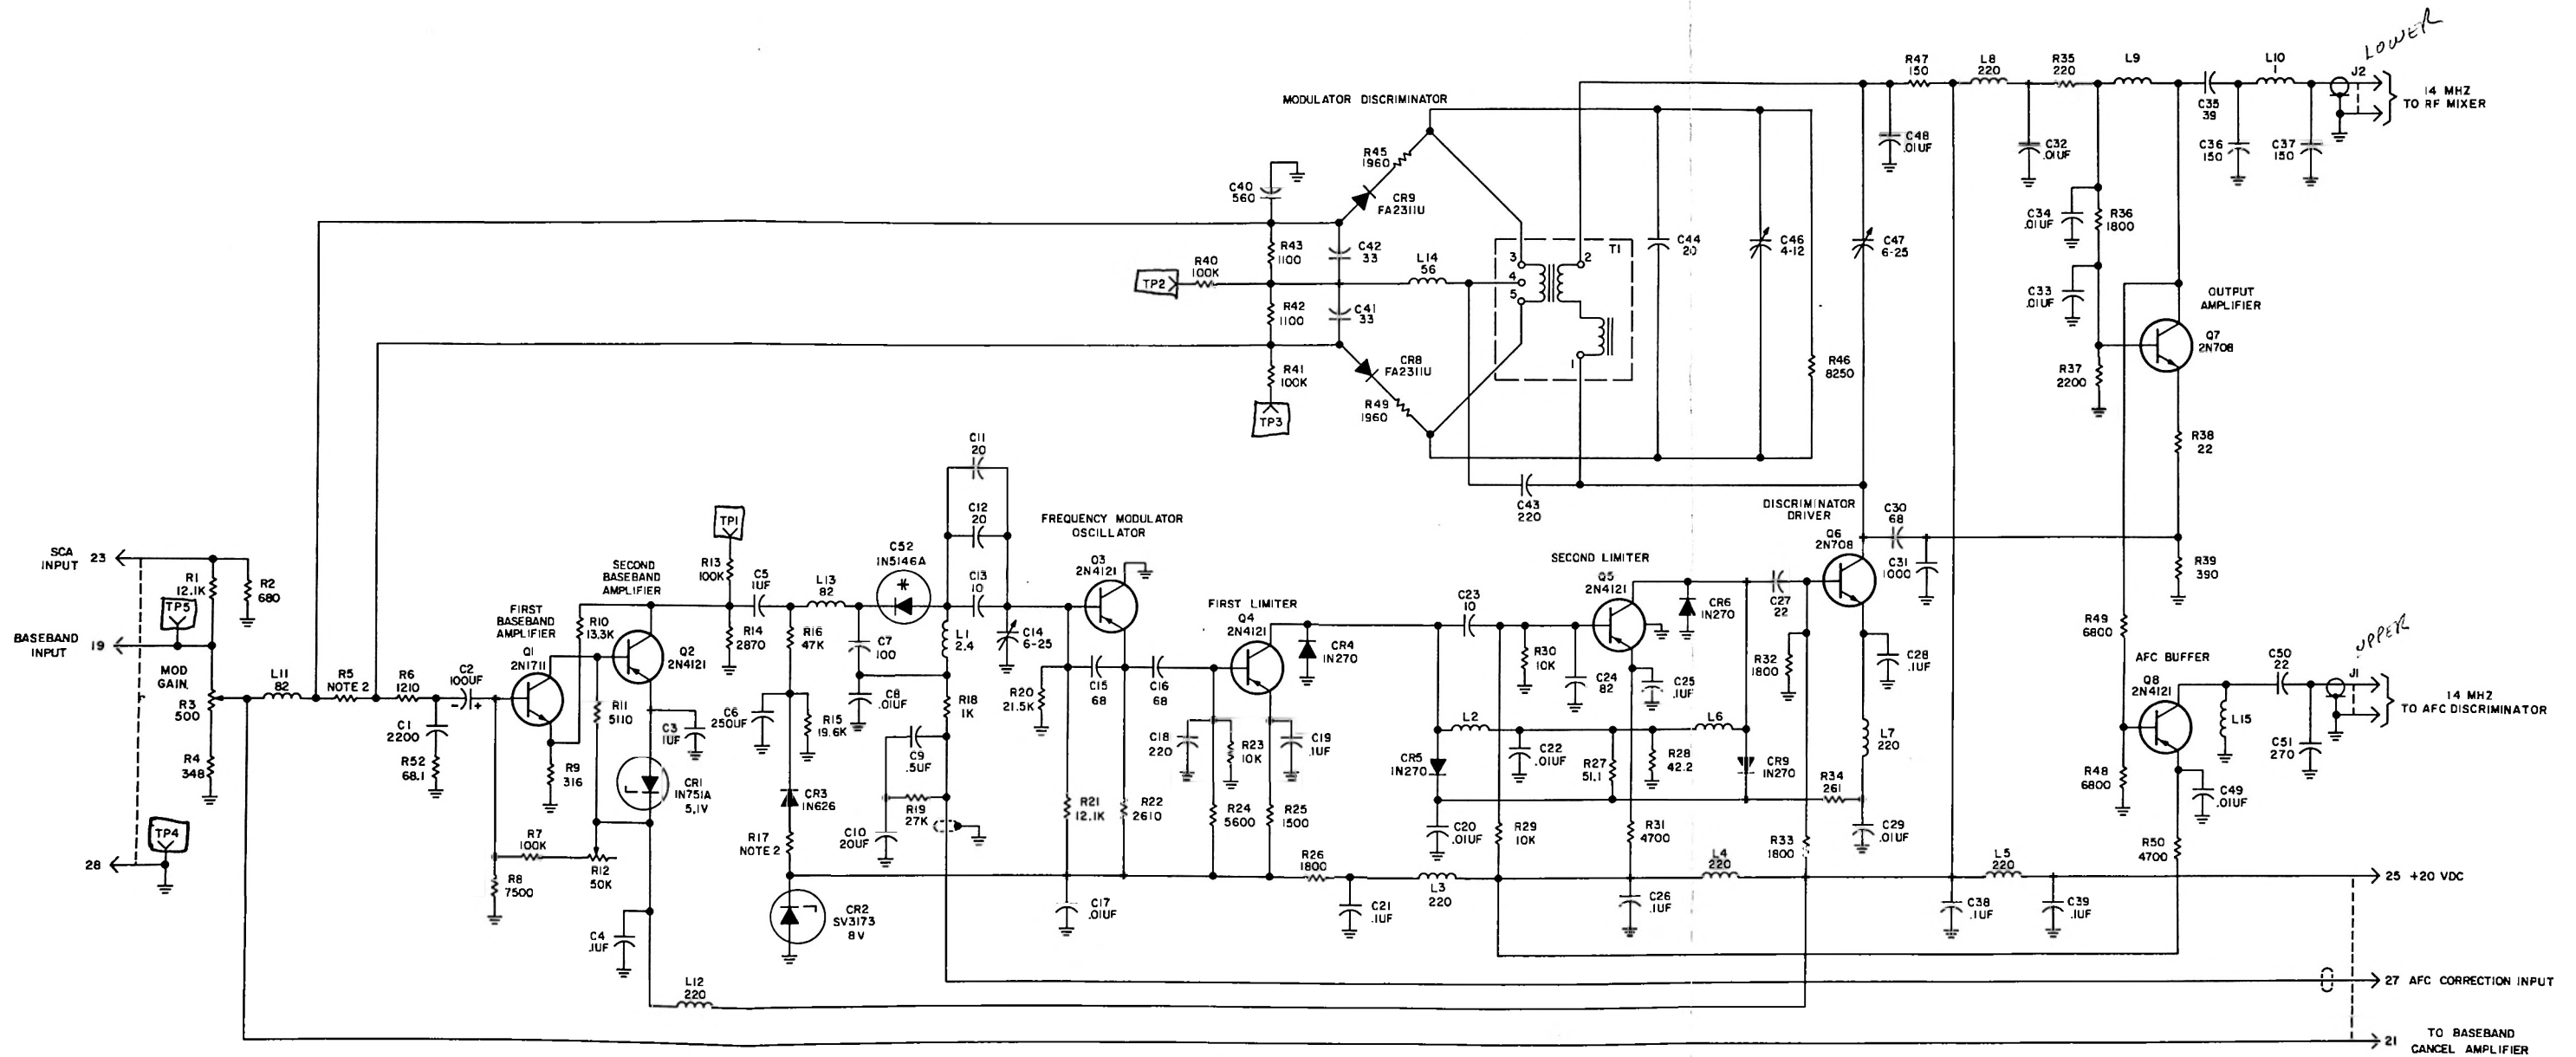 LOWER
MODULATOR DISCRIMINATOR
R47
150
L8
220
R35
220
L9
L10
1
J2
14 MHZ
TO RF MIXER
C35
39
C48
.01UF
C32
.01UF
C36
150
C37
150
R45
1960
CR9
FA2311U
C40
560
C34
.01UF
R36
1800
R43
1100
C42
33
T1
3
4
5
2
1
C44
20
C46
4-12
C47
6-25
R40
100K
TP2
L14
56
C33
.01UF
OUTPUT
AMPLIFIER
Q7
2N708
R42
1100
C41
33
CR8
FA2311U
R41
100K
TP3
R49
1960
R46
8250
R37
2200
R38
22
C43
220
C11
20
C12
20
C13
10
FREQUENCY MODULATOR
OSCILLATOR
Q3
2N4121
DISCRIMINATOR
DRIVER
Q6
2N708
C30
68
C31
1000
R39
390
SCA
INPUT
23
R1
12.1K
R2
680
TP5
BASEBAND
INPUT
19
MOD
GAIN
R3
500
R4
348
TP4
28
L11
82
R5
NOTE 2
R6
1210
C2
100UF
- +
C1
2200
R52
68.1
FIRST
BASEBAND
AMPLIFIER
Q1
2N1711
SECOND
BASEBAND
AMPLIFIER
R10
13.3K
Q2
2N4121
R11
5110
R9
316
R7
100K
R8
7500
R12
50K
C3
1UF
CR1
IN751A
5.1V
C4
.1UF
L12
220
TP1
R13
100K
C5
1UF
R14
2870
R16
47K
L13
82
C52
IN5146A
*
C7
100
C6
250UF
R15
19.6K
C8
.01UF
L1
2.4
R18
1K
C9
.5UF
R19
27K
C10
20UF
CR3
IN626
R17
NOTE 2
CR2
SV3173
8V
C14
6-25
R20
21.5K
C15
68
C16
68
R21
12.1K
R22
2610
C17
.01UF
FIRST LIMITER
Q4
2N4121
C18
220
R23
10K
C19
.1UF
R24
5600
R25
1500
CR4
IN270
R26
1800
C21
.1UF
L3
220
C23
10
SECOND LIMITER
Q5
2N4121
R30
10K
C24
82
C25
.1UF
CR6
IN270
C27
22
L2
L6
C22
.01UF
R27
51.1
R28
42.2
CR5
IN270
CR9
IN270
C20
.01UF
R29
10K
R31
4700
C26
.1UF
L4
220
R32
1800
R33
1800
R34
261
C28
.1UF
L7
220
C29
.01UF
R49
6800
R48
6800
UPPER
AFC BUFFER
Q8
2N4121
C50
22
J1
14 MHZ
TO AFC DISCRIMINATOR
L15
C51
270
C49
.01UF
R50
4700
L5
220
C38
.1UF
C39
.1UF
25 +20 VDC
27 AFC CORRECTION INPUT
21 TO BASEBAND
CANCEL AMPLIFIER